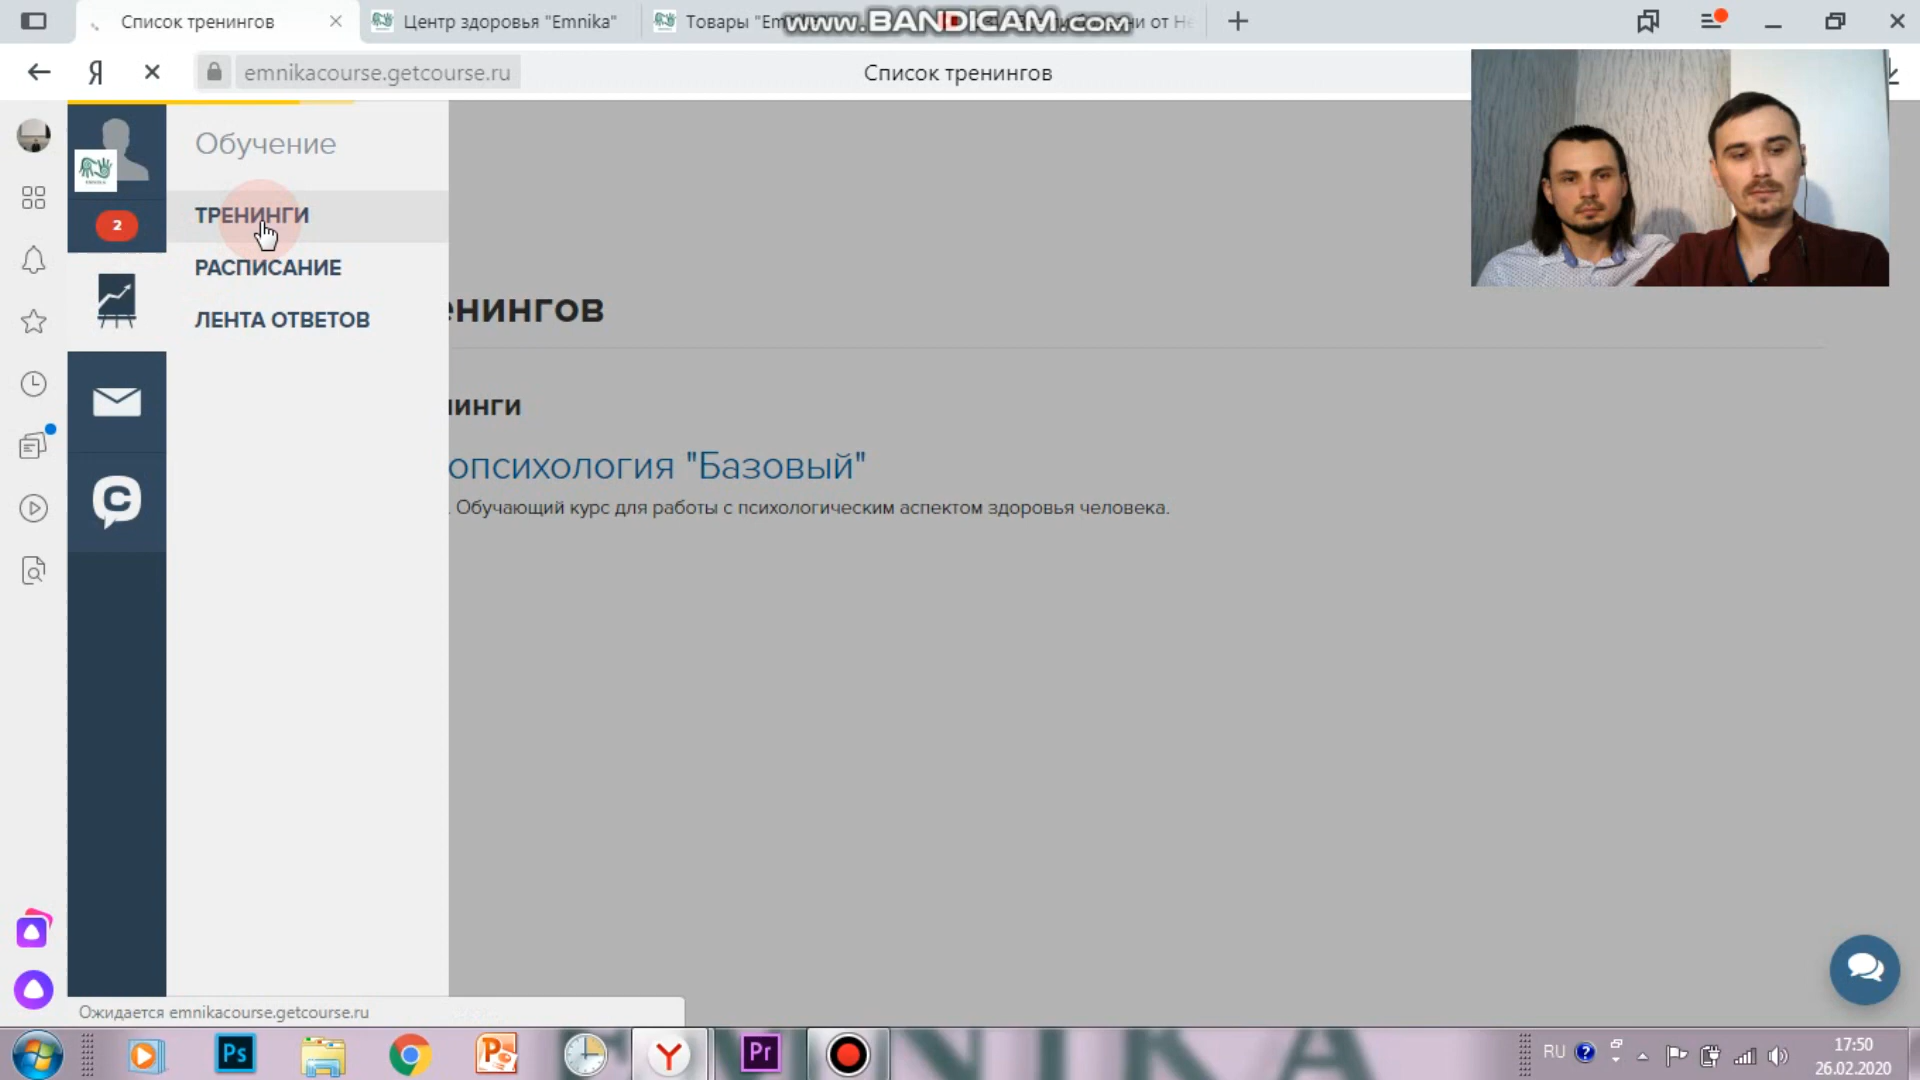 Список тренингов
Центр здоровья "Emnika"
Товары "Em
www.BANDICAM.com
от Не
Я
emnikacourse.getcourse.ru
Список тренингов
Обучение
2
ТРЕНИНГИ
РАСПИСАНИЕ
ЛЕНТА ОТВЕТОВ
енингов
инги
опсихология "Базовый"
. Обучающий курс для работы с психологическим аспектом здоровья человека.
Ожидается emnikacourse.getcourse.ru
Ps
Pr
RU
17:50
26.02.2020